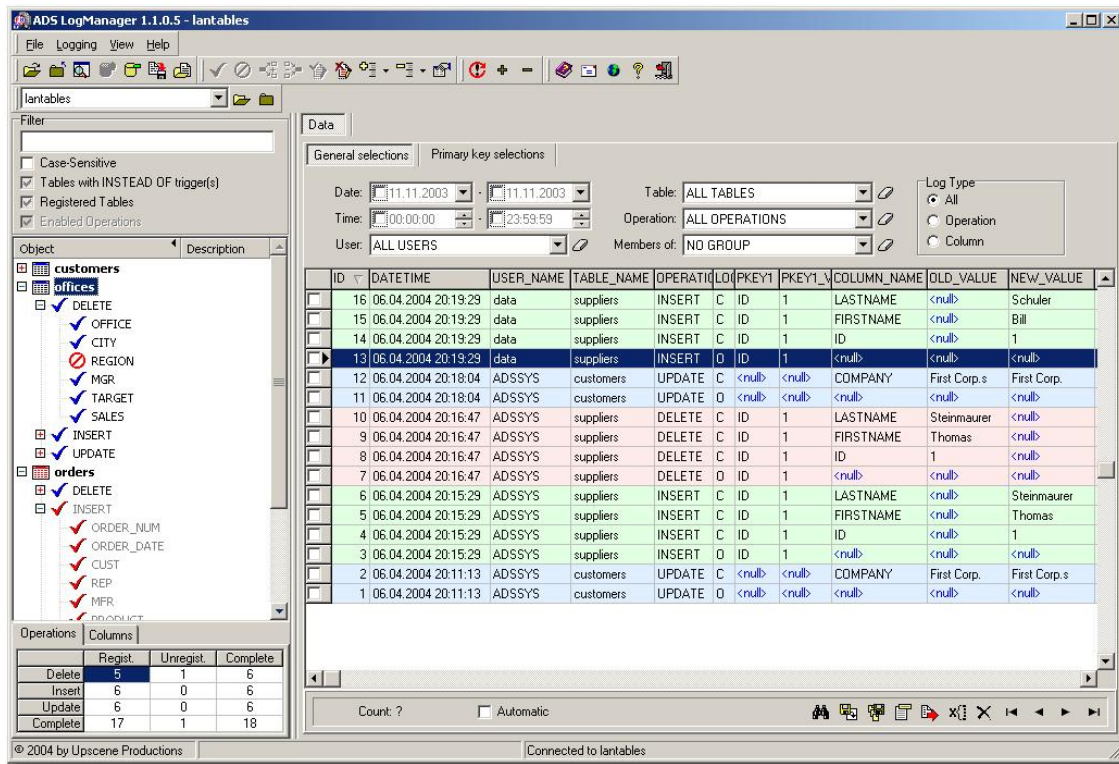 ADS LogManager 1.1.0.5 - lantables
File Logging View Help
lantables
Filter
Case-Sensitive
Tables with INSTEAD OF trigger(s)
Registered Tables
Enabled Operations
Object Description
customers
offices
DELETE
OFFICE
CITY
REGION
MGR
TARGET
SALES
INSERT
UPDATE
orders
DELETE
INSERT
ORDER_NUM
ORDER_DATE
CUST
REP
MFR
PRODUCT
Operations Columns
Regist. Unregist. Complete
Delete 5 1 6
Insert 6 0 6
Update 6 0 6
Complete 17 1 18
Data
General selections Primary key selections
Date: 11.11.2003 - 11.11.2003 Table: ALL TABLES
Time: 00:00:00 - 23:59:59 Operation: ALL OPERATIONS
User: ALL USERS Members of: NO GROUP
Log Type
All
Operation
Column
ID DATETIME USER_NAME TABLE_NAME OPERATI LO PKEY1 PKEY1_V COLUMN_NAME OLD_VALUE NEW_VALUE
16 06.04.2004 20:19:29 data suppliers INSERT C ID 1 LASTNAME <null> Schuler
15 06.04.2004 20:19:29 data suppliers INSERT C ID 1 FIRSTNAME <null> Bill
14 06.04.2004 20:19:29 data suppliers INSERT C ID 1 ID <null> 1
13 06.04.2004 20:19:29 data suppliers INSERT O ID 1 <null> <null> <null>
12 06.04.2004 20:18:04 ADSSYS customers UPDATE C <null> <null> COMPANY First Corp.s First Corp.
11 06.04.2004 20:18:04 ADSSYS customers UPDATE O <null> <null> <null> <null> <null>
10 06.04.2004 20:16:47 ADSSYS suppliers DELETE C ID 1 LASTNAME Steinmaurer <null>
9 06.04.2004 20:16:47 ADSSYS suppliers DELETE C ID 1 FIRSTNAME Thomas <null>
8 06.04.2004 20:16:47 ADSSYS suppliers DELETE C ID 1 ID 1 <null>
7 06.04.2004 20:16:47 ADSSYS suppliers DELETE O ID 1 <null> <null> <null>
6 06.04.2004 20:15:29 ADSSYS suppliers INSERT C ID 1 LASTNAME <null> Steinmaurer
5 06.04.2004 20:15:29 ADSSYS suppliers INSERT C ID 1 FIRSTNAME <null> Thomas
4 06.04.2004 20:15:29 ADSSYS suppliers INSERT C ID 1 ID <null> 1
3 06.04.2004 20:15:29 ADSSYS suppliers INSERT O ID 1 <null> <null> <null>
2 06.04.2004 20:11:13 ADSSYS customers UPDATE C <null> <null> COMPANY First Corp. First Corp.s
1 06.04.2004 20:11:13 ADSSYS customers UPDATE O <null> <null> <null> <null> <null>
Count: ? Automatic
© 2004 by Upscene Productions Connected to lantables